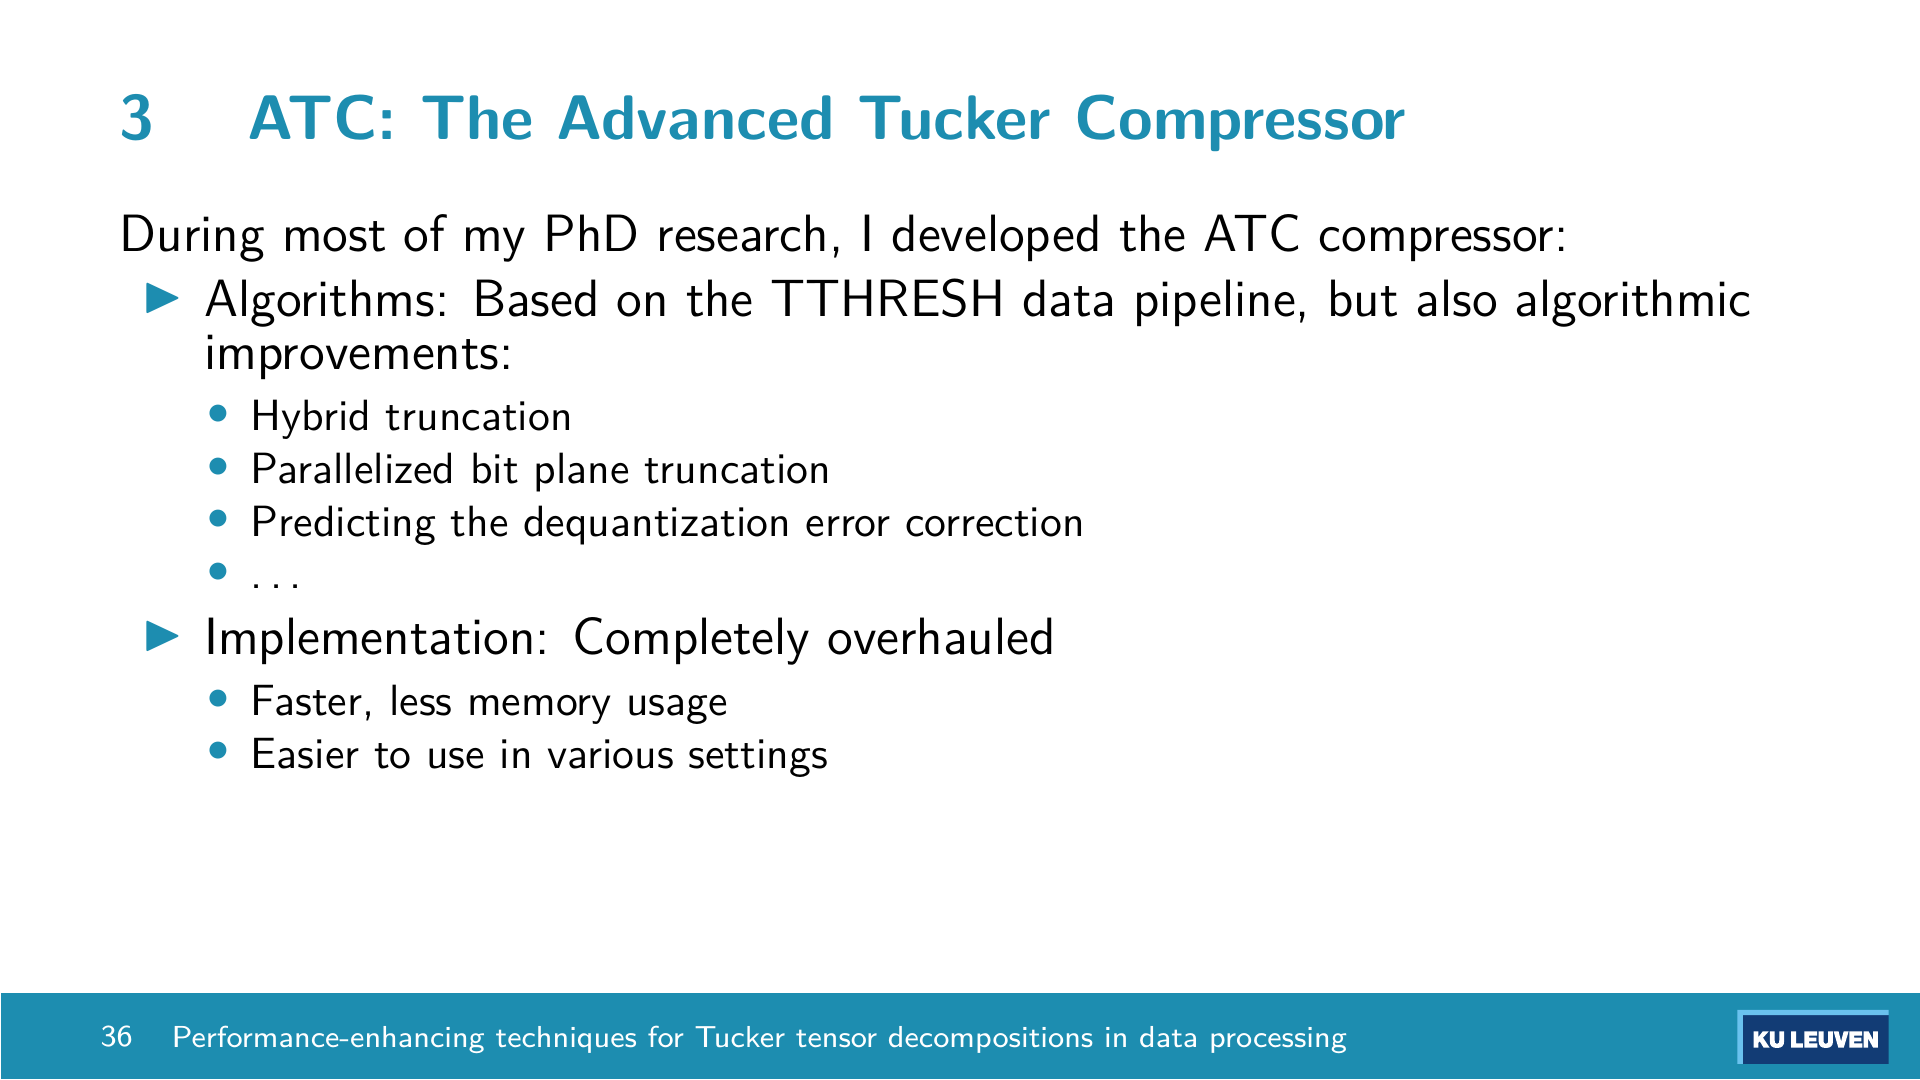 3 ATC: The Advanced Tucker Compressor
During most of my PhD research, I developed the ATC compressor:
▶ Algorithms: Based on the TTHRESH data pipeline, but also algorithmic
improvements:
• Hybrid truncation
• Parallelized bit plane truncation
• Predicting the dequantization error correction
• . . .
▶ Implementation: Completely overhauled
• Faster, less memory usage
• Easier to use in various settings
36 Performance-enhancing techniques for Tucker tensor decompositions in data processing
KU LEUVEN